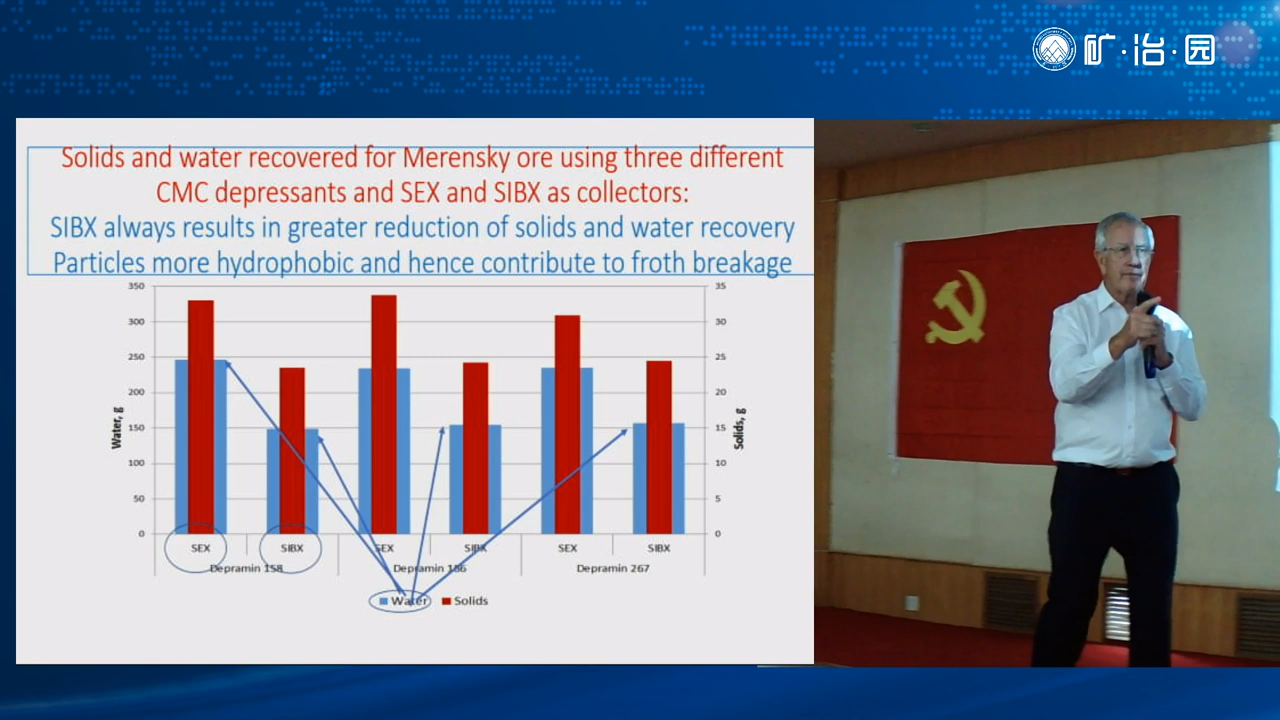 矿·冶·园
Solids and water recovered for Merensky ore using three different
CMC depressants and SEX and SIBX as collectors:
SIBX always results in greater reduction of solids and water recovery
Particles more hydrophobic and hence contribute to froth breakage
350
300
250
200
150
100
50
0
Water, g
35
30
25
20
15
10
5
0
Solids, g
SEX SIBX SEX SIBX SEX SIBX
Depramin 158 Depramin 186 Depramin 267
Water Solids